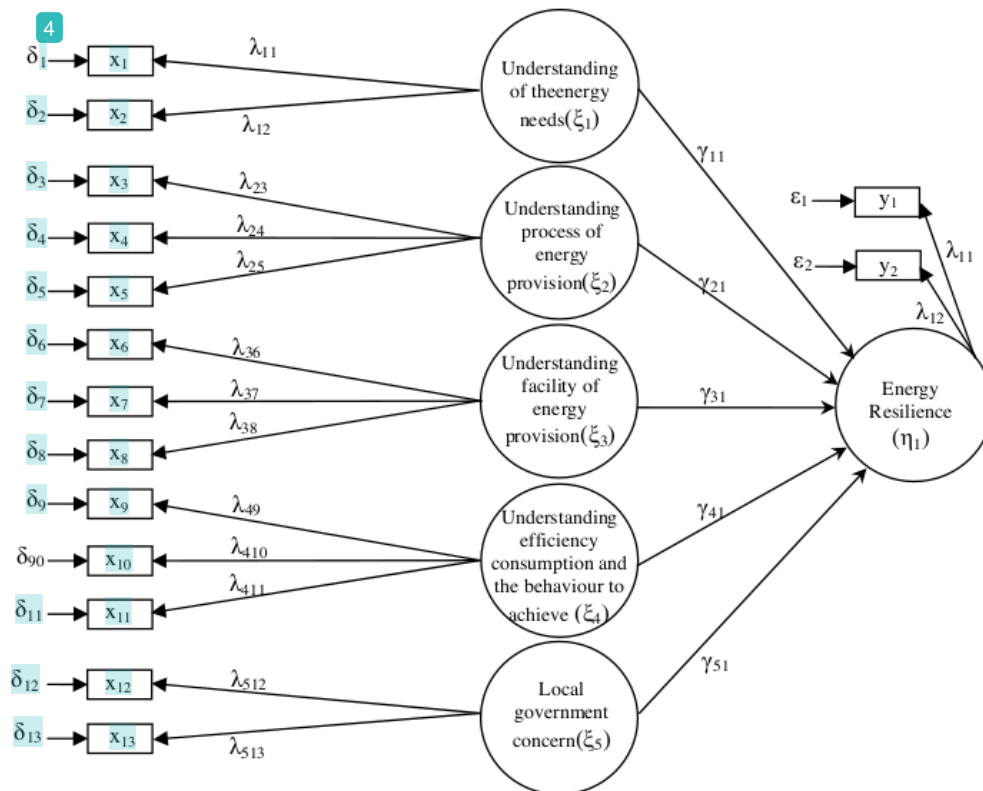 4
δ1 x1 λ11
δ2 x2 λ12
Understanding
of theenergy
needs(ξ1)
γ11
δ3 x3 λ23
δ4 x4 λ24
δ5 x5 λ25
Understanding
process of
energy
provision(ξ2)
γ21
ε1 y1 λ11
ε2 y2 λ12
δ6 x6 λ36
δ7 x7 λ37
δ8 x8 λ38
Understanding
facility of
energy
provision(ξ3)
γ31
Energy
Resilience
(η1)
δ9 x9 λ49
δ90 x10 λ410
δ11 x11 λ411
Understanding
efficiency
consumption and
the behaviour to
achieve (ξ4)
γ41
δ12 x12 λ512
δ13 x13 λ513
Local
government
concern(ξ5)
γ51